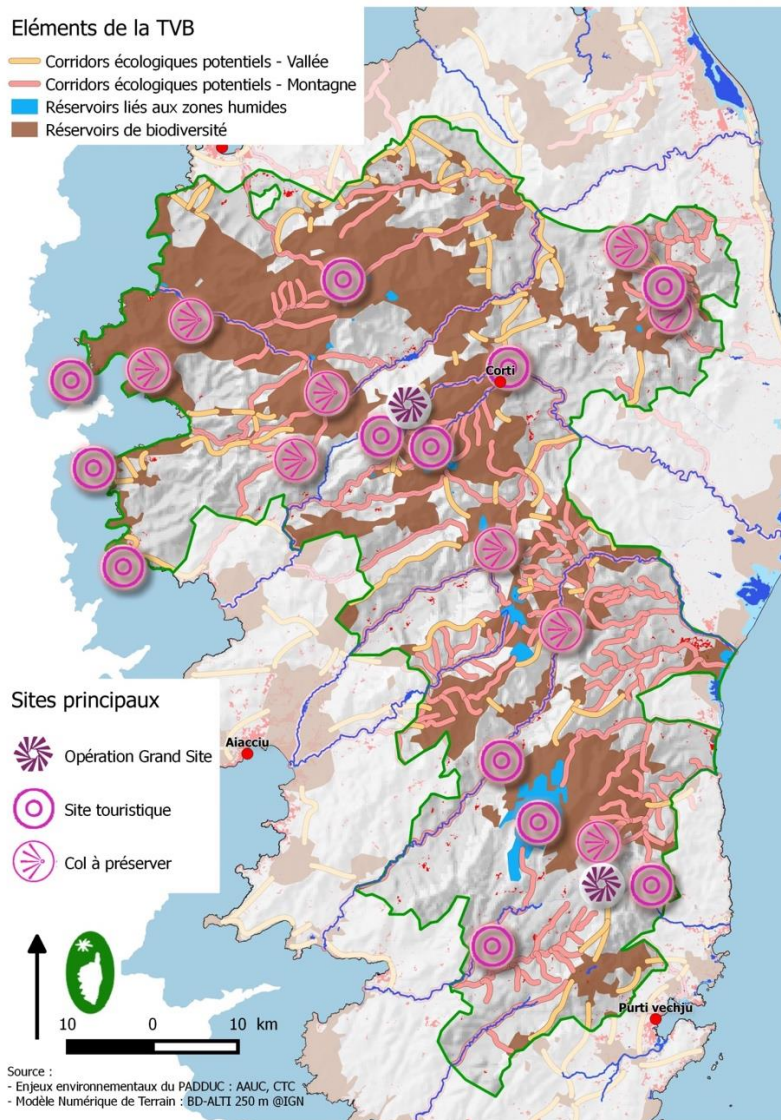 Eléments de la TVB
Corridors écologiques potentiels - Vallée
Corridors écologiques potentiels - Montagne
Réservoirs liés aux zones humides
Réservoirs de biodiversité
Corti
Sites principaux
Opération Grand Site
Aiacciu
Site touristique
Col à préserver
Purti vechju
10 0 10 km
Source :
- Enjeux environnementaux du PADDUC : AAUC, CTC
- Modèle Numérique de Terrain : BD-ALTI 250 m @IGN